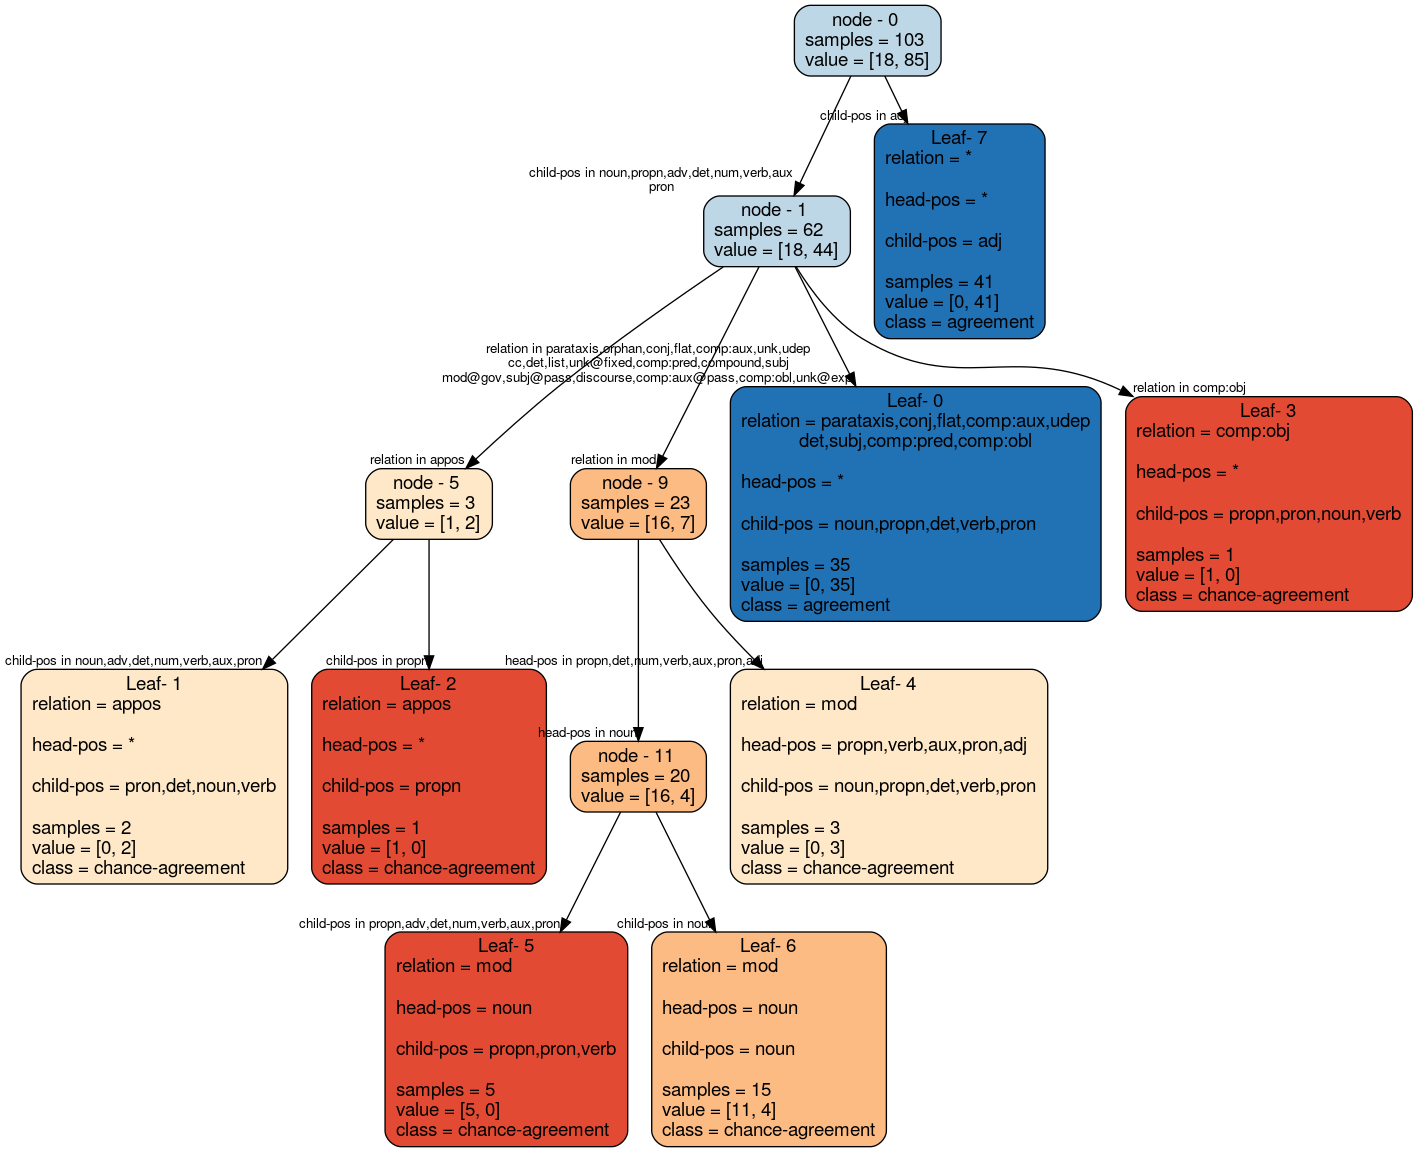 node - 0
samples = 103
value = [18, 85]
child-pos in adj
Leaf- 7
relation = *
head-pos = *
child-pos = adj
samples = 41
value = [0, 41]
class = agreement
child-pos in noun,propn,adv,det,num,verb,aux
pron
node - 1
samples = 62
value = [18, 44]
relation in parataxis,orphan,conj,flat,comp:aux,unk,udep
cc,det,list,unk@fixed,comp:pred,compound,subj
mod@gov,subj@pass,discourse,comp:aux@pass,comp:obl,unk@expl
relation in appos
node - 5
samples = 3
value = [1, 2]
relation in mod
node - 9
samples = 23
value = [16, 7]
Leaf- 0
relation = parataxis,conj,flat,comp:aux,udep
det,subj,comp:pred,comp:obl
head-pos = *
child-pos = noun,propn,det,verb,pron
samples = 35
value = [0, 35]
class = agreement
relation in comp:obj
Leaf- 3
relation = comp:obj
head-pos = *
child-pos = propn,pron,noun,verb
samples = 1
value = [1, 0]
class = chance-agreement
child-pos in noun,adv,det,num,verb,aux,pron
Leaf- 1
relation = appos
head-pos = *
child-pos = pron,det,noun,verb
samples = 2
value = [0, 2]
class = chance-agreement
child-pos in propn
Leaf- 2
relation = appos
head-pos = *
child-pos = propn
samples = 1
value = [1, 0]
class = chance-agreement
head-pos in noun
node - 11
samples = 20
value = [16, 4]
head-pos in propn,det,num,verb,aux,pron,adj
Leaf- 4
relation = mod
head-pos = propn,verb,aux,pron,adj
child-pos = noun,propn,det,verb,pron
samples = 3
value = [0, 3]
class = chance-agreement
child-pos in propn,adv,det,num,verb,aux,pron
Leaf- 5
relation = mod
head-pos = noun
child-pos = propn,pron,verb
samples = 5
value = [5, 0]
class = chance-agreement
child-pos in noun
Leaf- 6
relation = mod
head-pos = noun
child-pos = noun
samples = 15
value = [11, 4]
class = chance-agreement